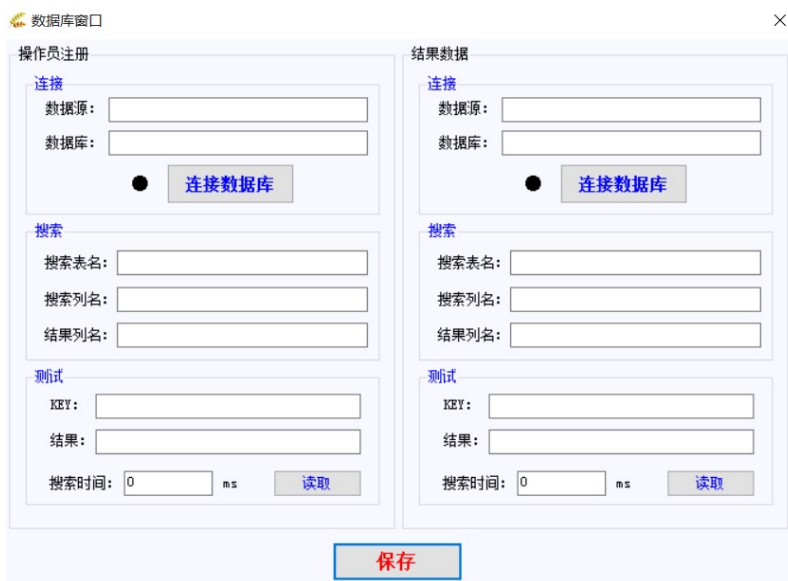 数据库窗口
操作员注册
连接
数据源：
数据库：
连接数据库
搜索
搜索表名：
搜索列名：
结果列名：
测试
KEY：
结果：
搜索时间： 0 ms 读取
结果数据
连接
数据源：
数据库：
连接数据库
搜索
搜索表名：
搜索列名：
结果列名：
测试
KEY：
结果：
搜索时间： 0 ms 读取
保存